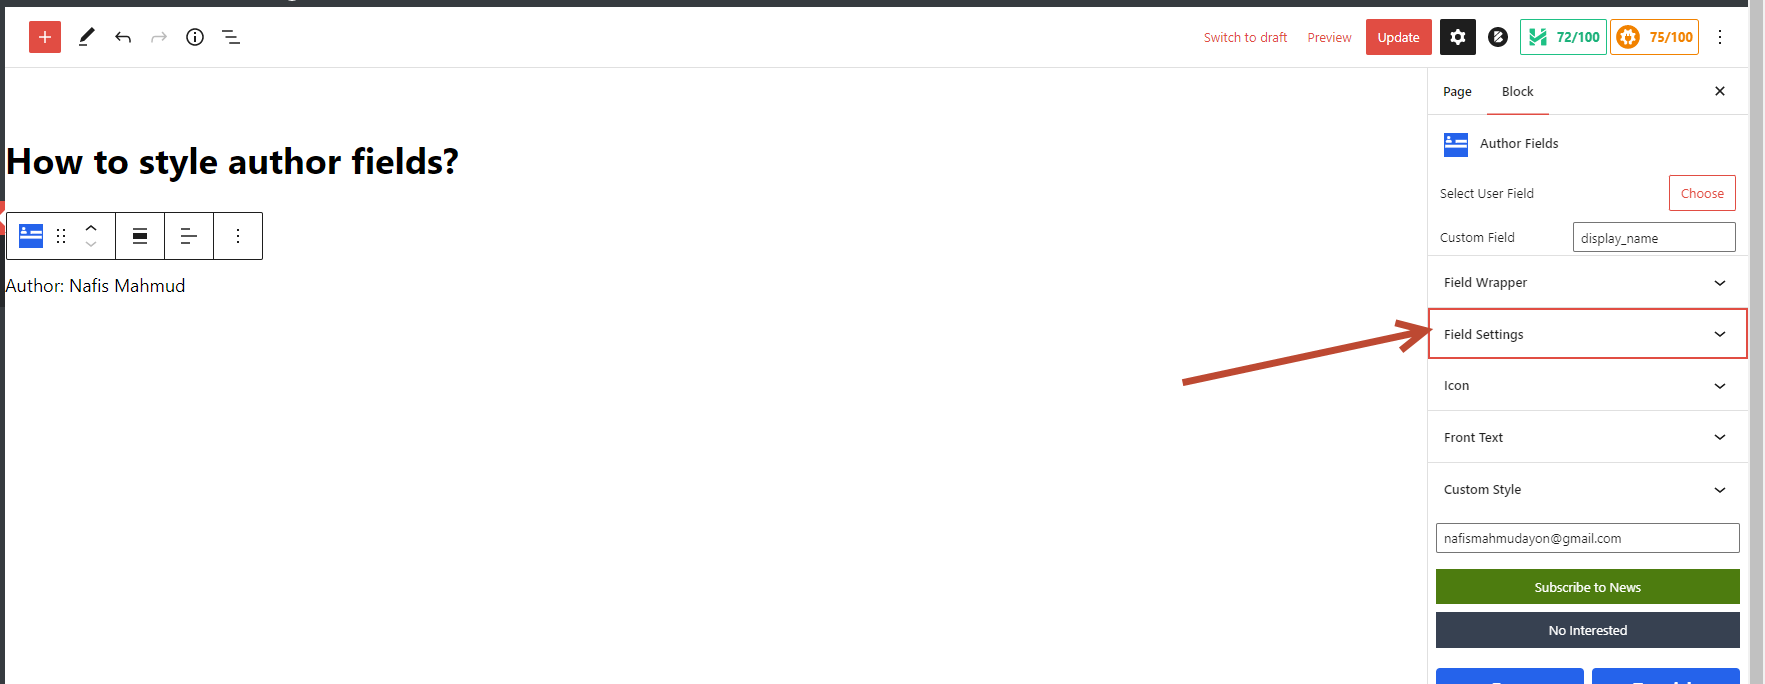 Switch to draft
Preview
Update
72/100
75/100
Page
Block
Author Fields
How to style author fields?
Select User Field
Choose
Custom Field
display_name
Author: Nafis Mahmud
Field Wrapper
Field Settings
Icon
Front Text
Custom Style
nafismahmudayon@gmail.com
Subscribe to News
No Interested